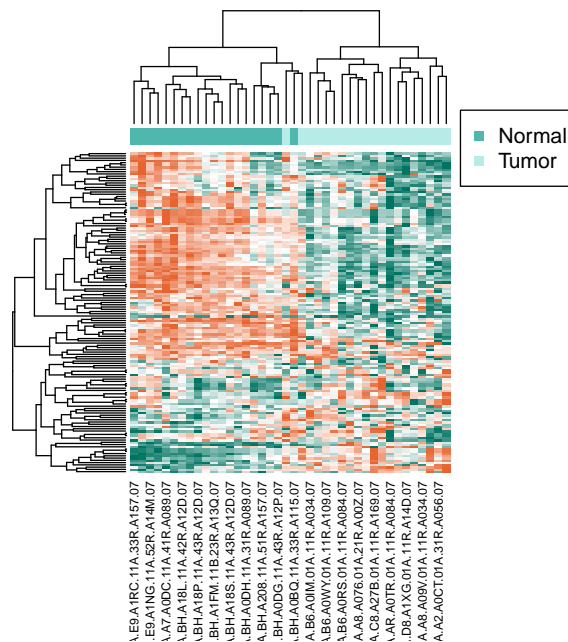 Normal
Tumor
A.E9.A1RC.11A.33R.A157.07
.E9.A1NG.11A.52R.A14M.07
A.A7.A0DC.11A.41R.A089.07
A.BH.A18L.11A.42R.A12D.07
A.BH.A18P.11A.43R.A12D.07
.BH.A1FM.11B.23R.A13Q.07
A.BH.A18S.11A.43R.A12D.07
A.BH.A0DH.11A.31R.A089.07
A.BH.A208.11A.51R.A157.07
.BH.A0DG.11A.43R.A12P.07
A.BH.A0BQ.11A.33R.A115.07
A.B6.A0IM.01A.11R.A034.07
.B6.A0WY.01A.11R.A109.07
A.B6.A0RS.01A.11R.A084.07
A.A8.A076.01A.21R.A00Z.07
A.C8.A27B.01A.11R.A169.07
A.AR.A0TR.01A.11R.A084.07
.D8.A1XG.01A.11R.A14D.07
A.A8.A09V.01A.11R.A034.07
A.A2.A0CT.01A.31R.A056.07